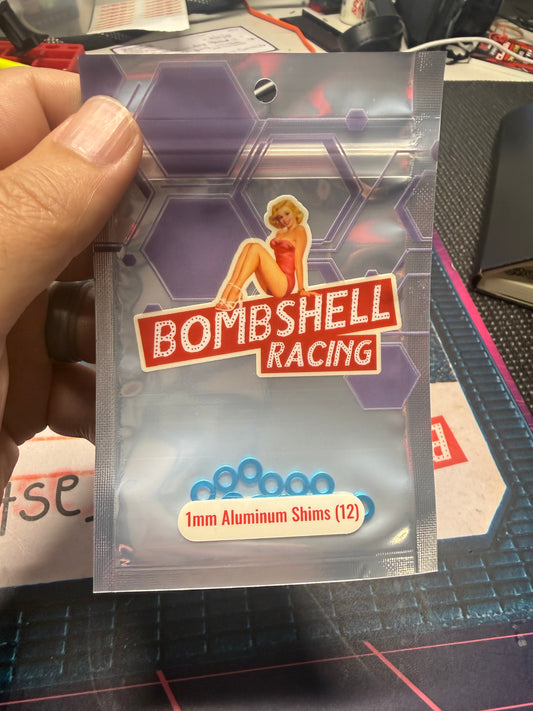 BOMBSHELL
RACING
1mm Aluminum Shims (12)